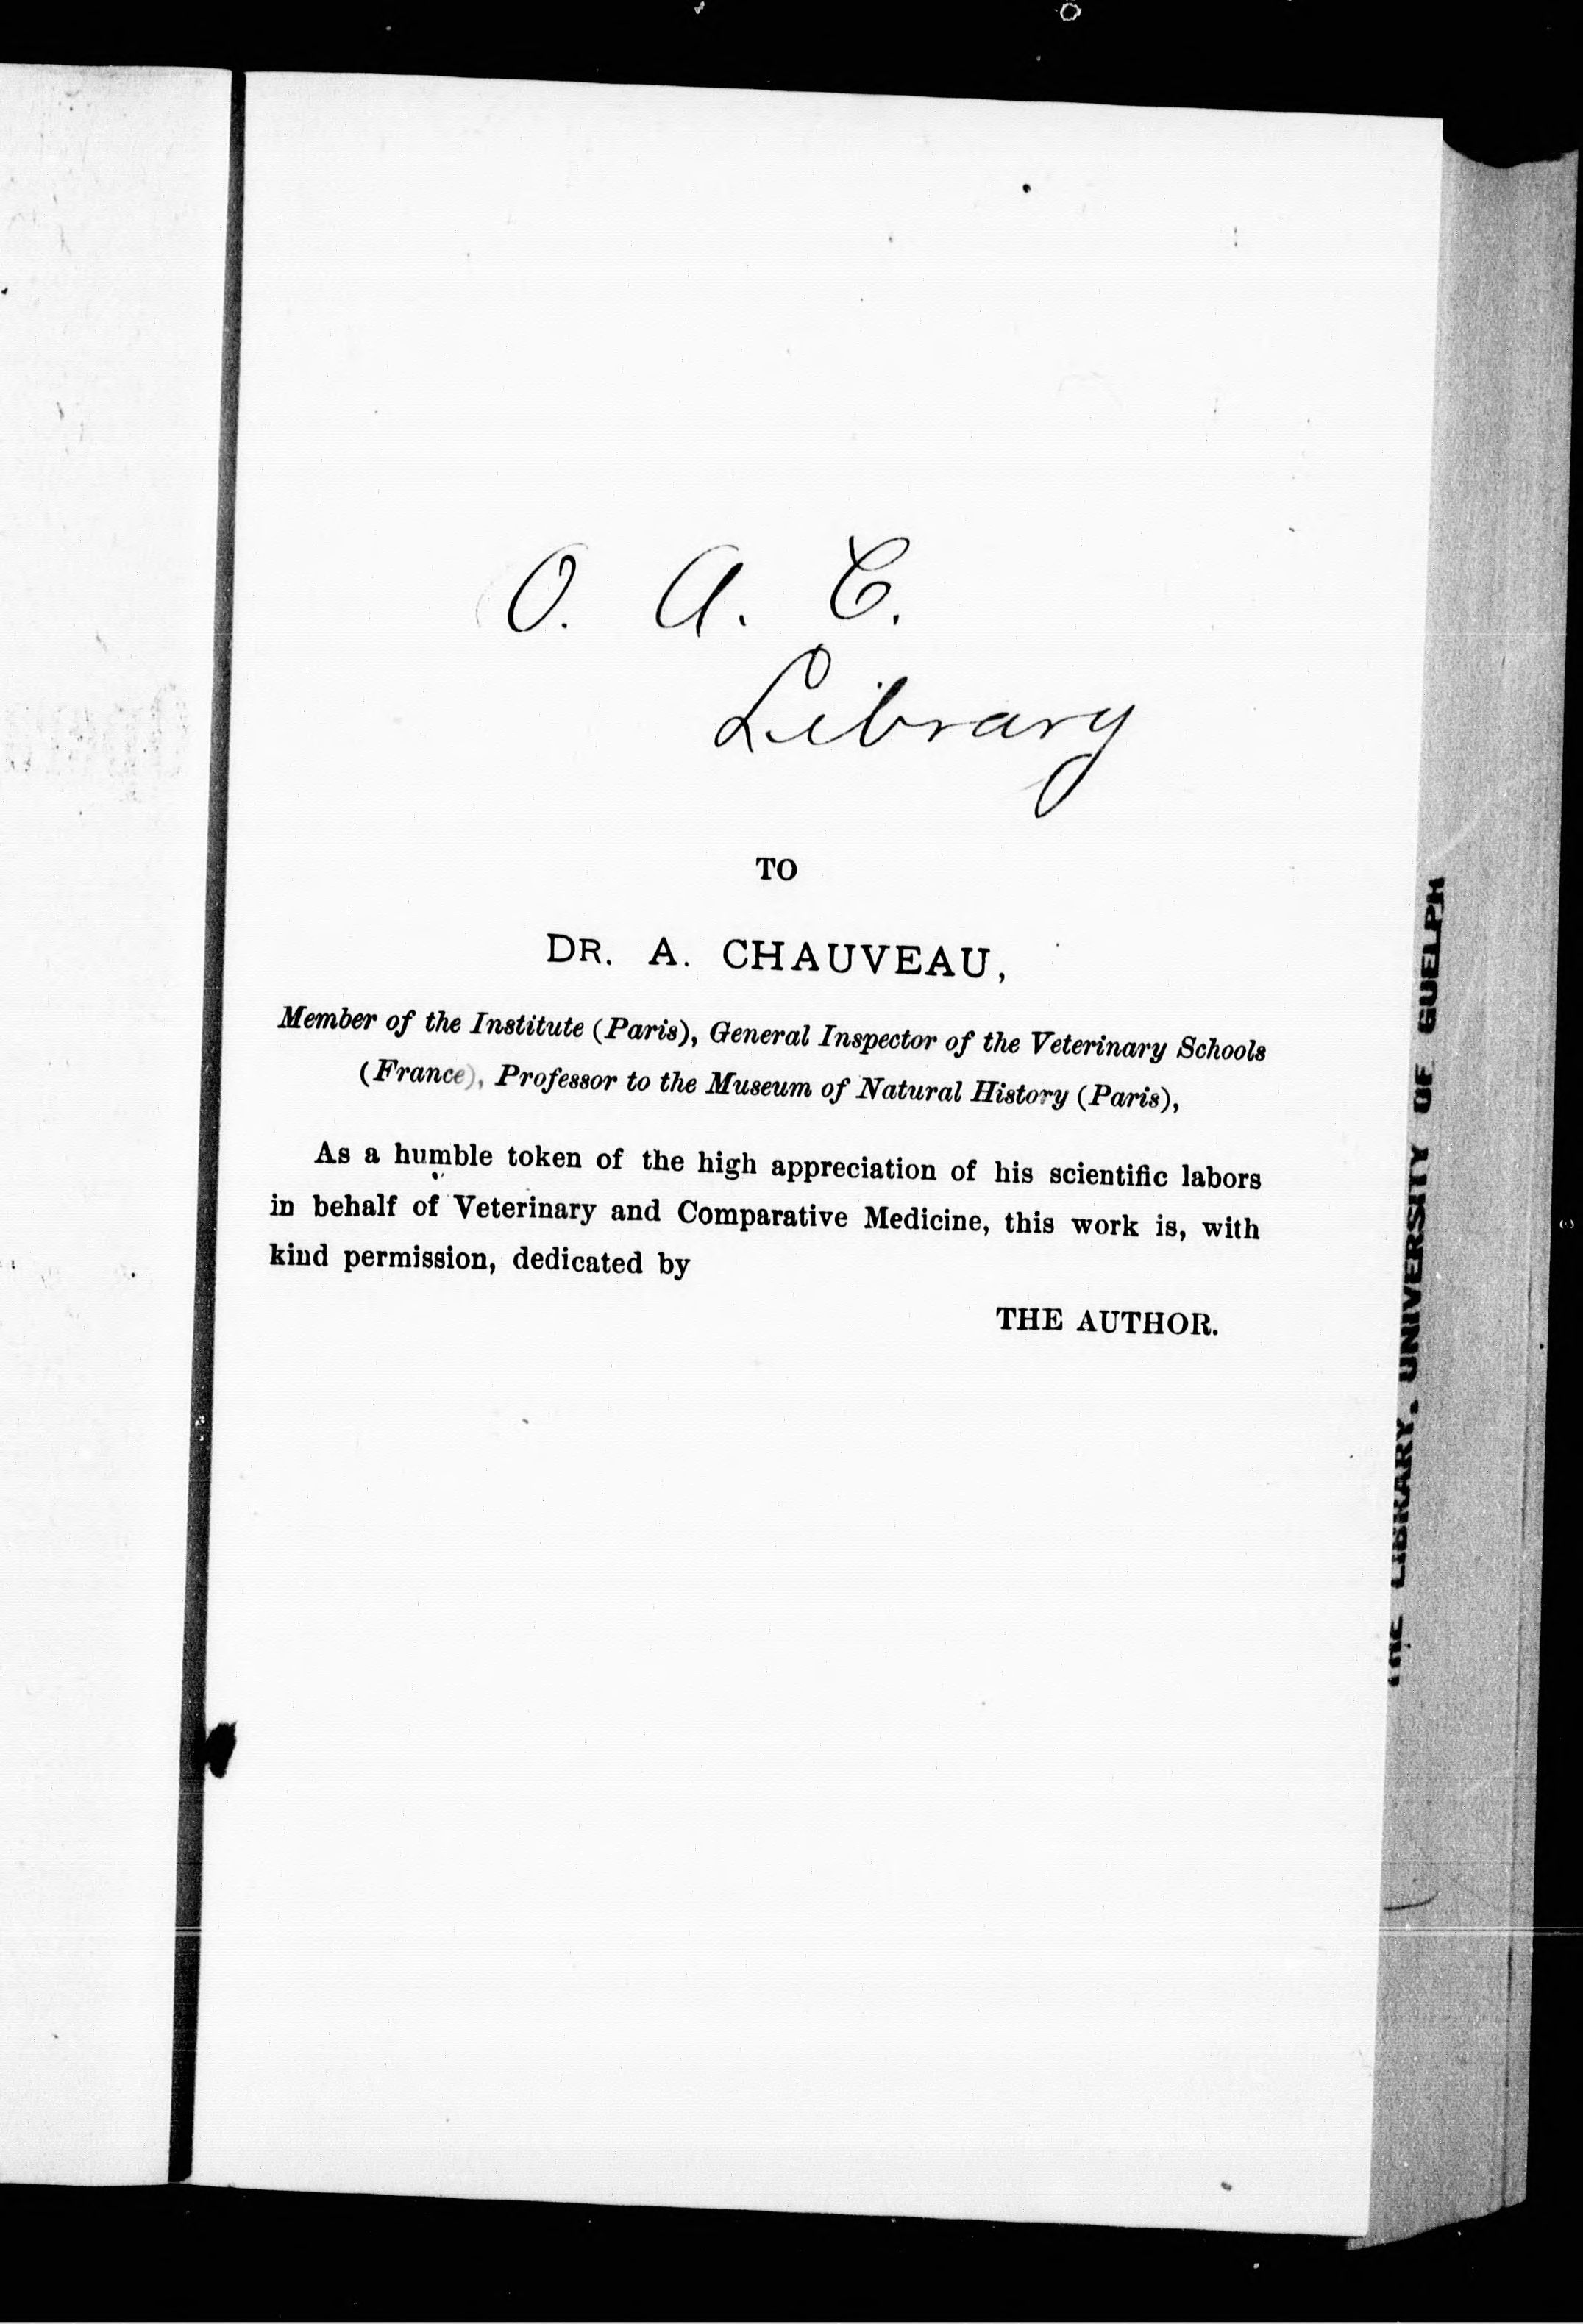 O. A. C.
Library
TO
DR. A. CHAUVEAU,
Member of the Institute (Paris), General Inspector of the Veterinary Schools
(France), Professor to the Museum of Natural History (Paris),
As a humble token of the high appreciation of his scientific labors
in behalf of Veterinary and Comparative Medicine, this work is, with
kind permission, dedicated by
THE AUTHOR.
THE LIBRARY, UNIVERSITY OF GUELPH